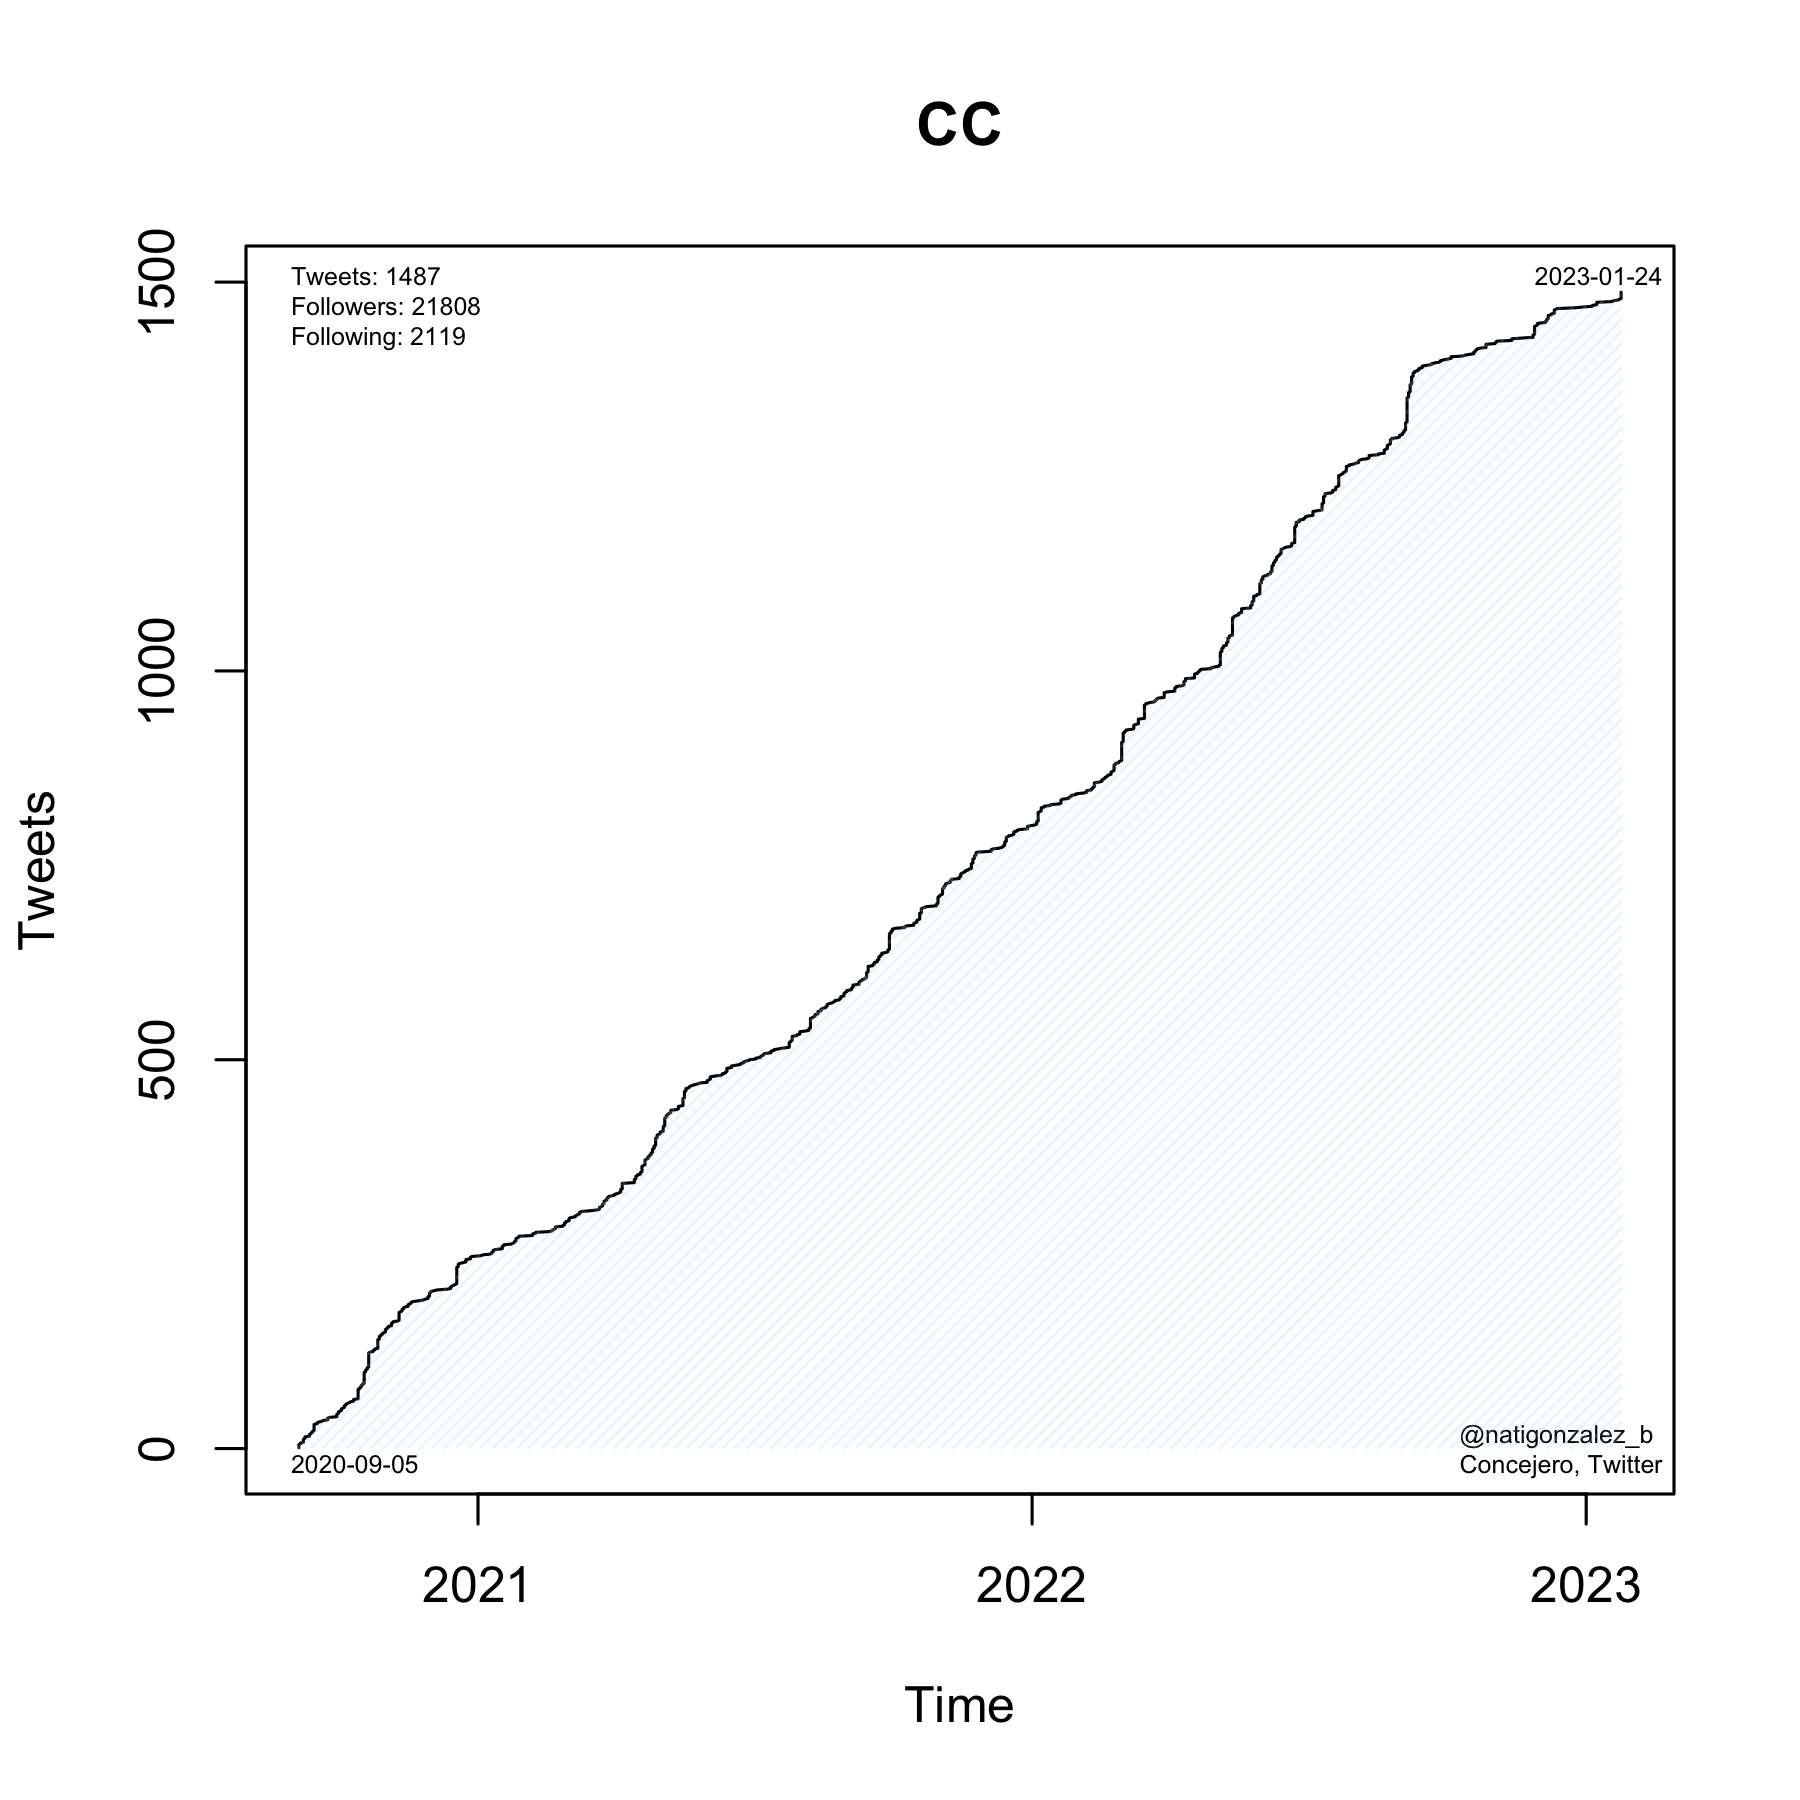 CC
Tweets: 1487
Followers: 21808
Following: 2119
2023-01-24
1500
1000
500
0
Tweets
@natigonzalez_b
Concejero, Twitter
2020-09-05
2021
2022
2023
Time